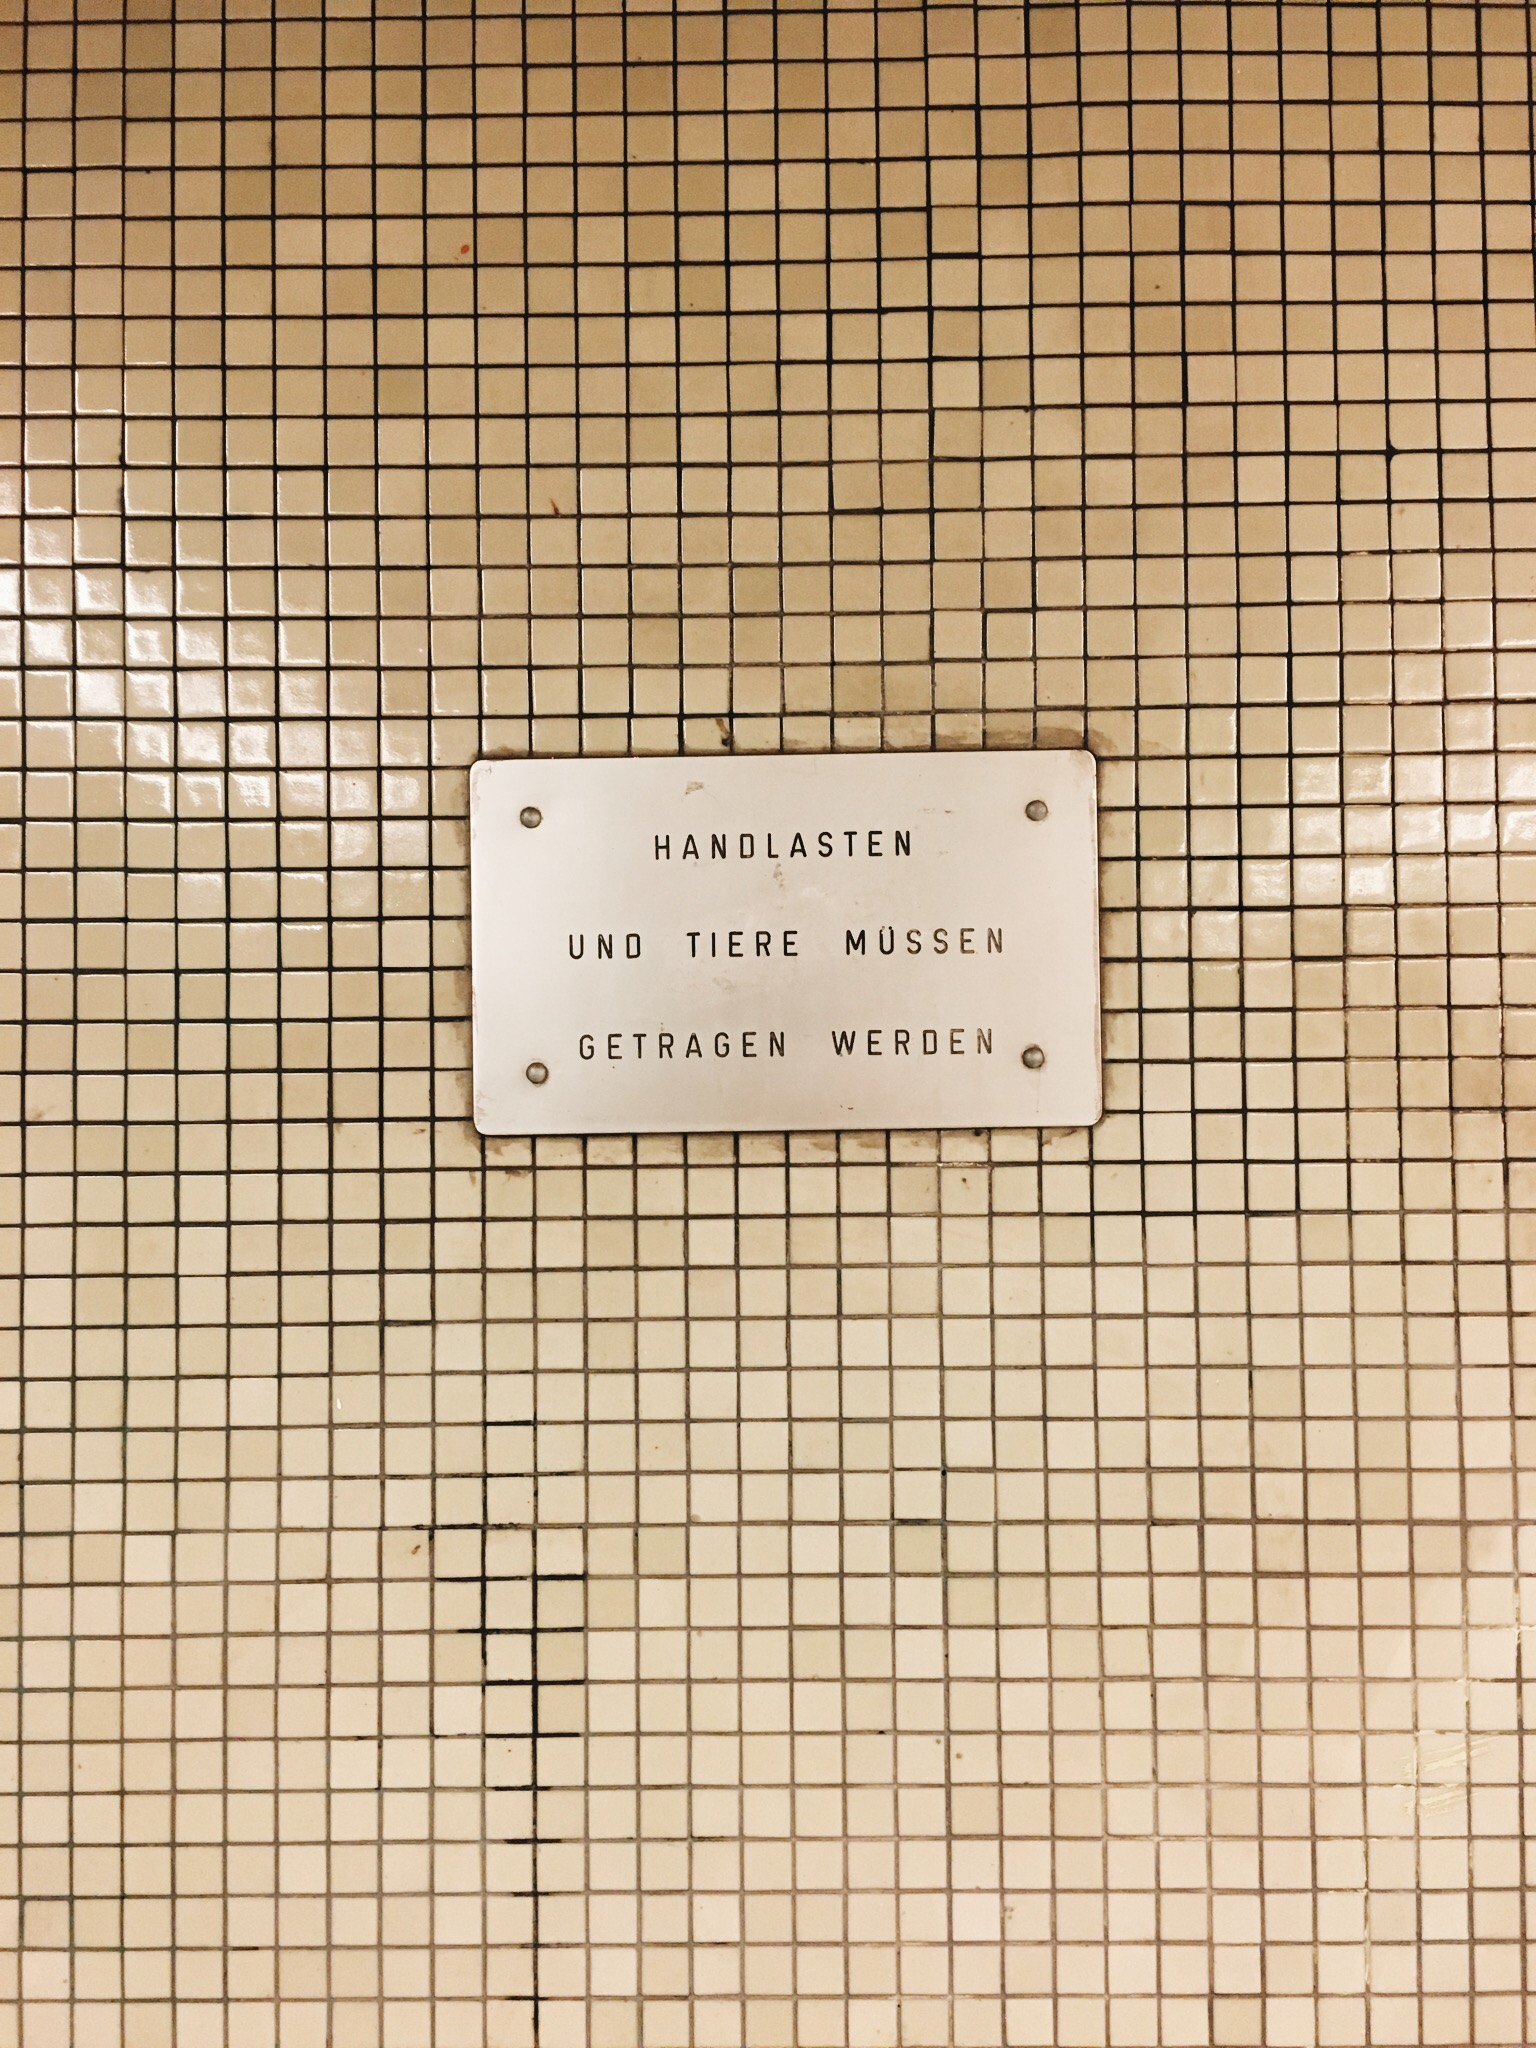 HANDLASTEN
UND TIERE MÜSSEN
GETRAGEN WERDEN